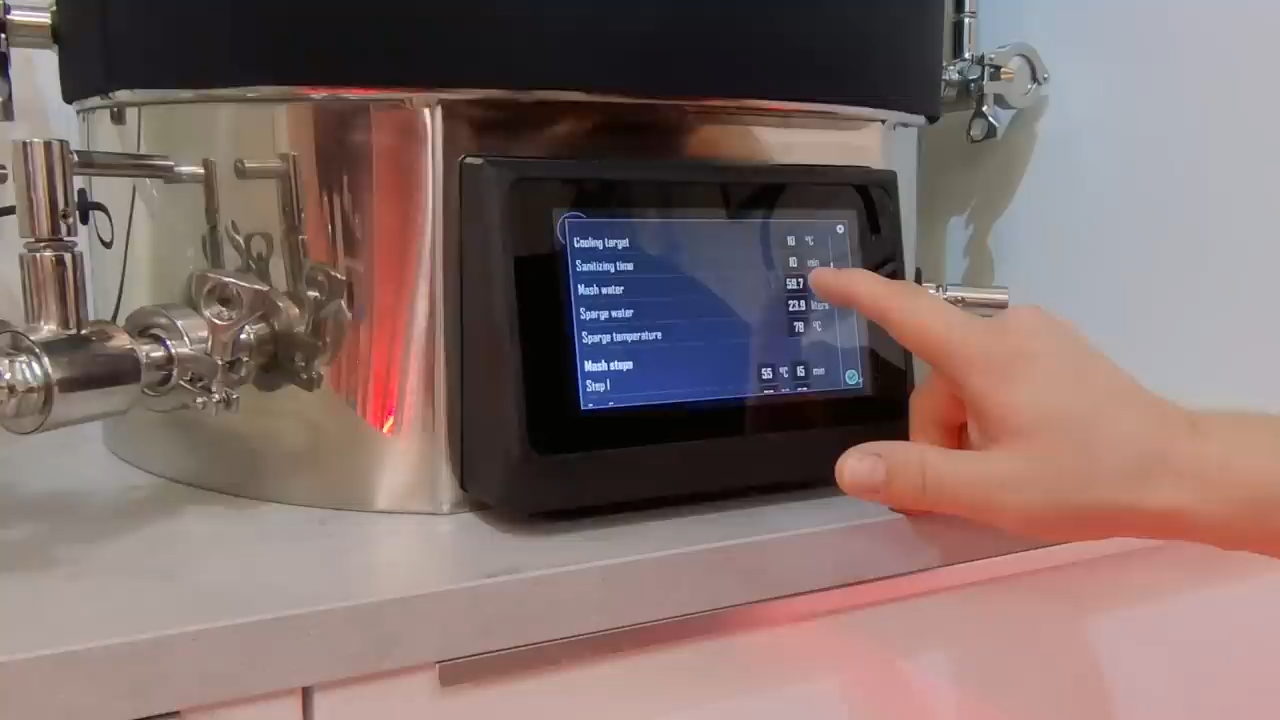 Cooling target 10 °C
Sanitizing time 10 min
Mash water 59.7
Sparge water 23.9 liters
Sparge temperature 78 °C
Mash steps
Step 1 55 °C 15 min